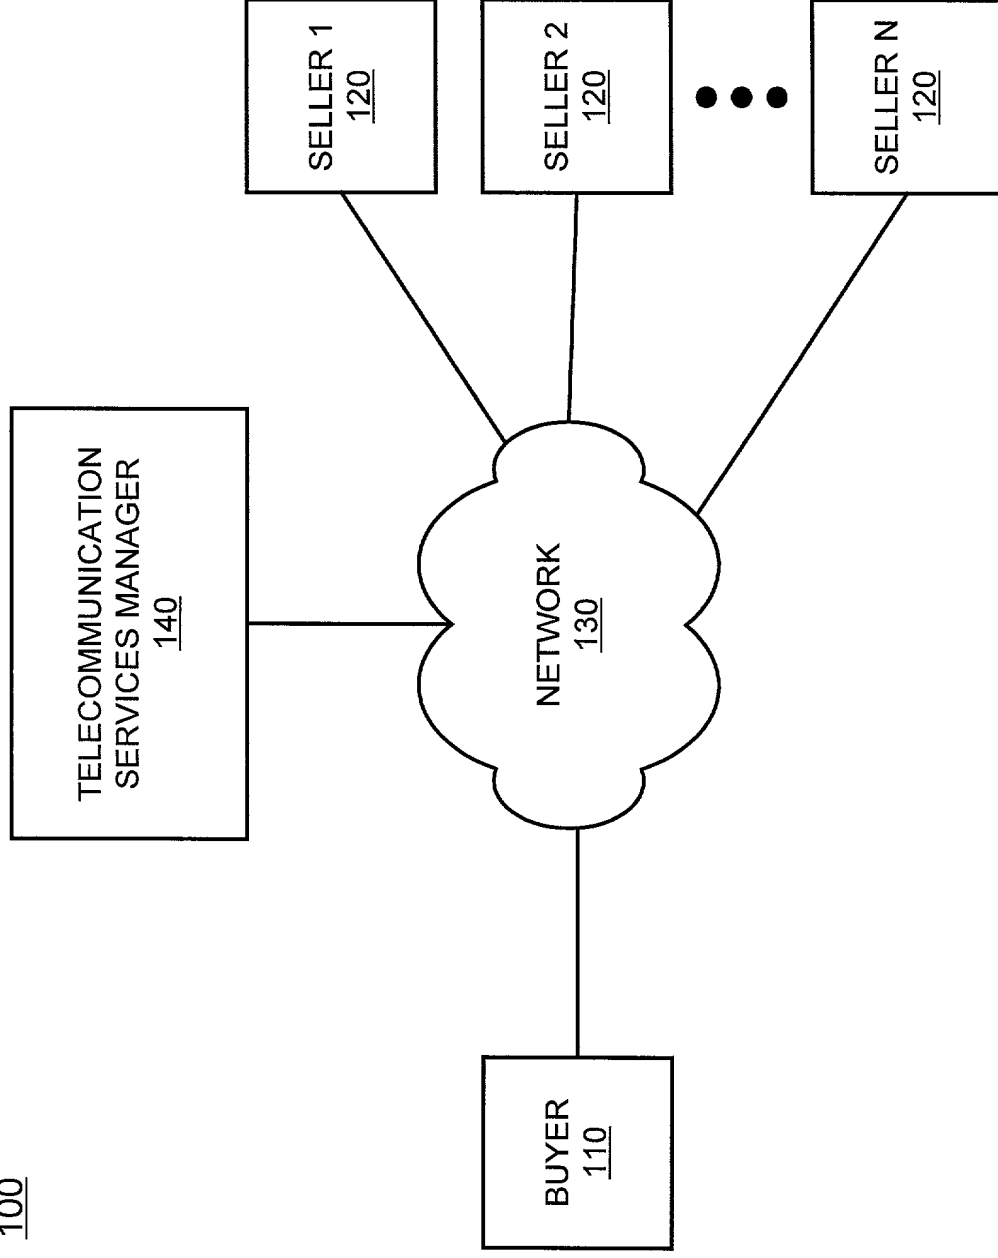 100
TELECOMMUNICATION
SERVICES MANAGER
140
SELLER 1
120
BUYER
110
NETWORK
130
SELLER 2
120
SELLER N
120